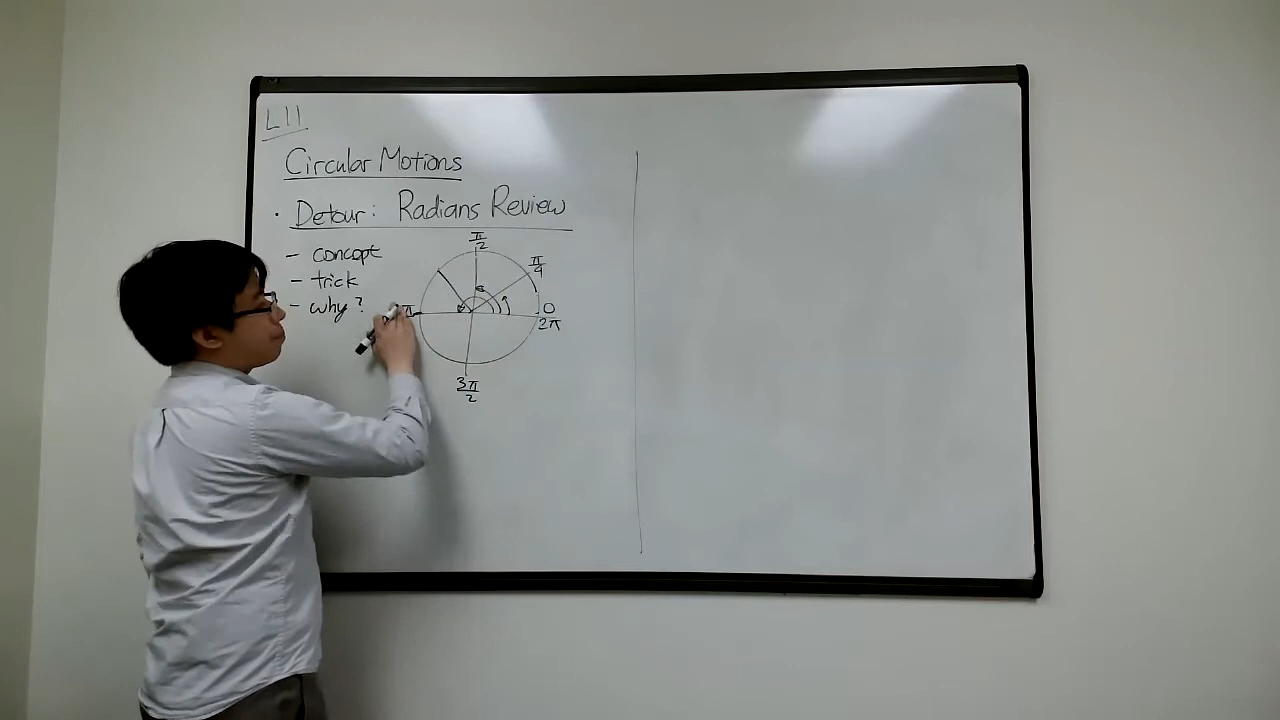 L11
Circular Motions
· Detour: Radians Review
- concept
- trick
- why?
π/2
π/4
π
0
2π
3π/2